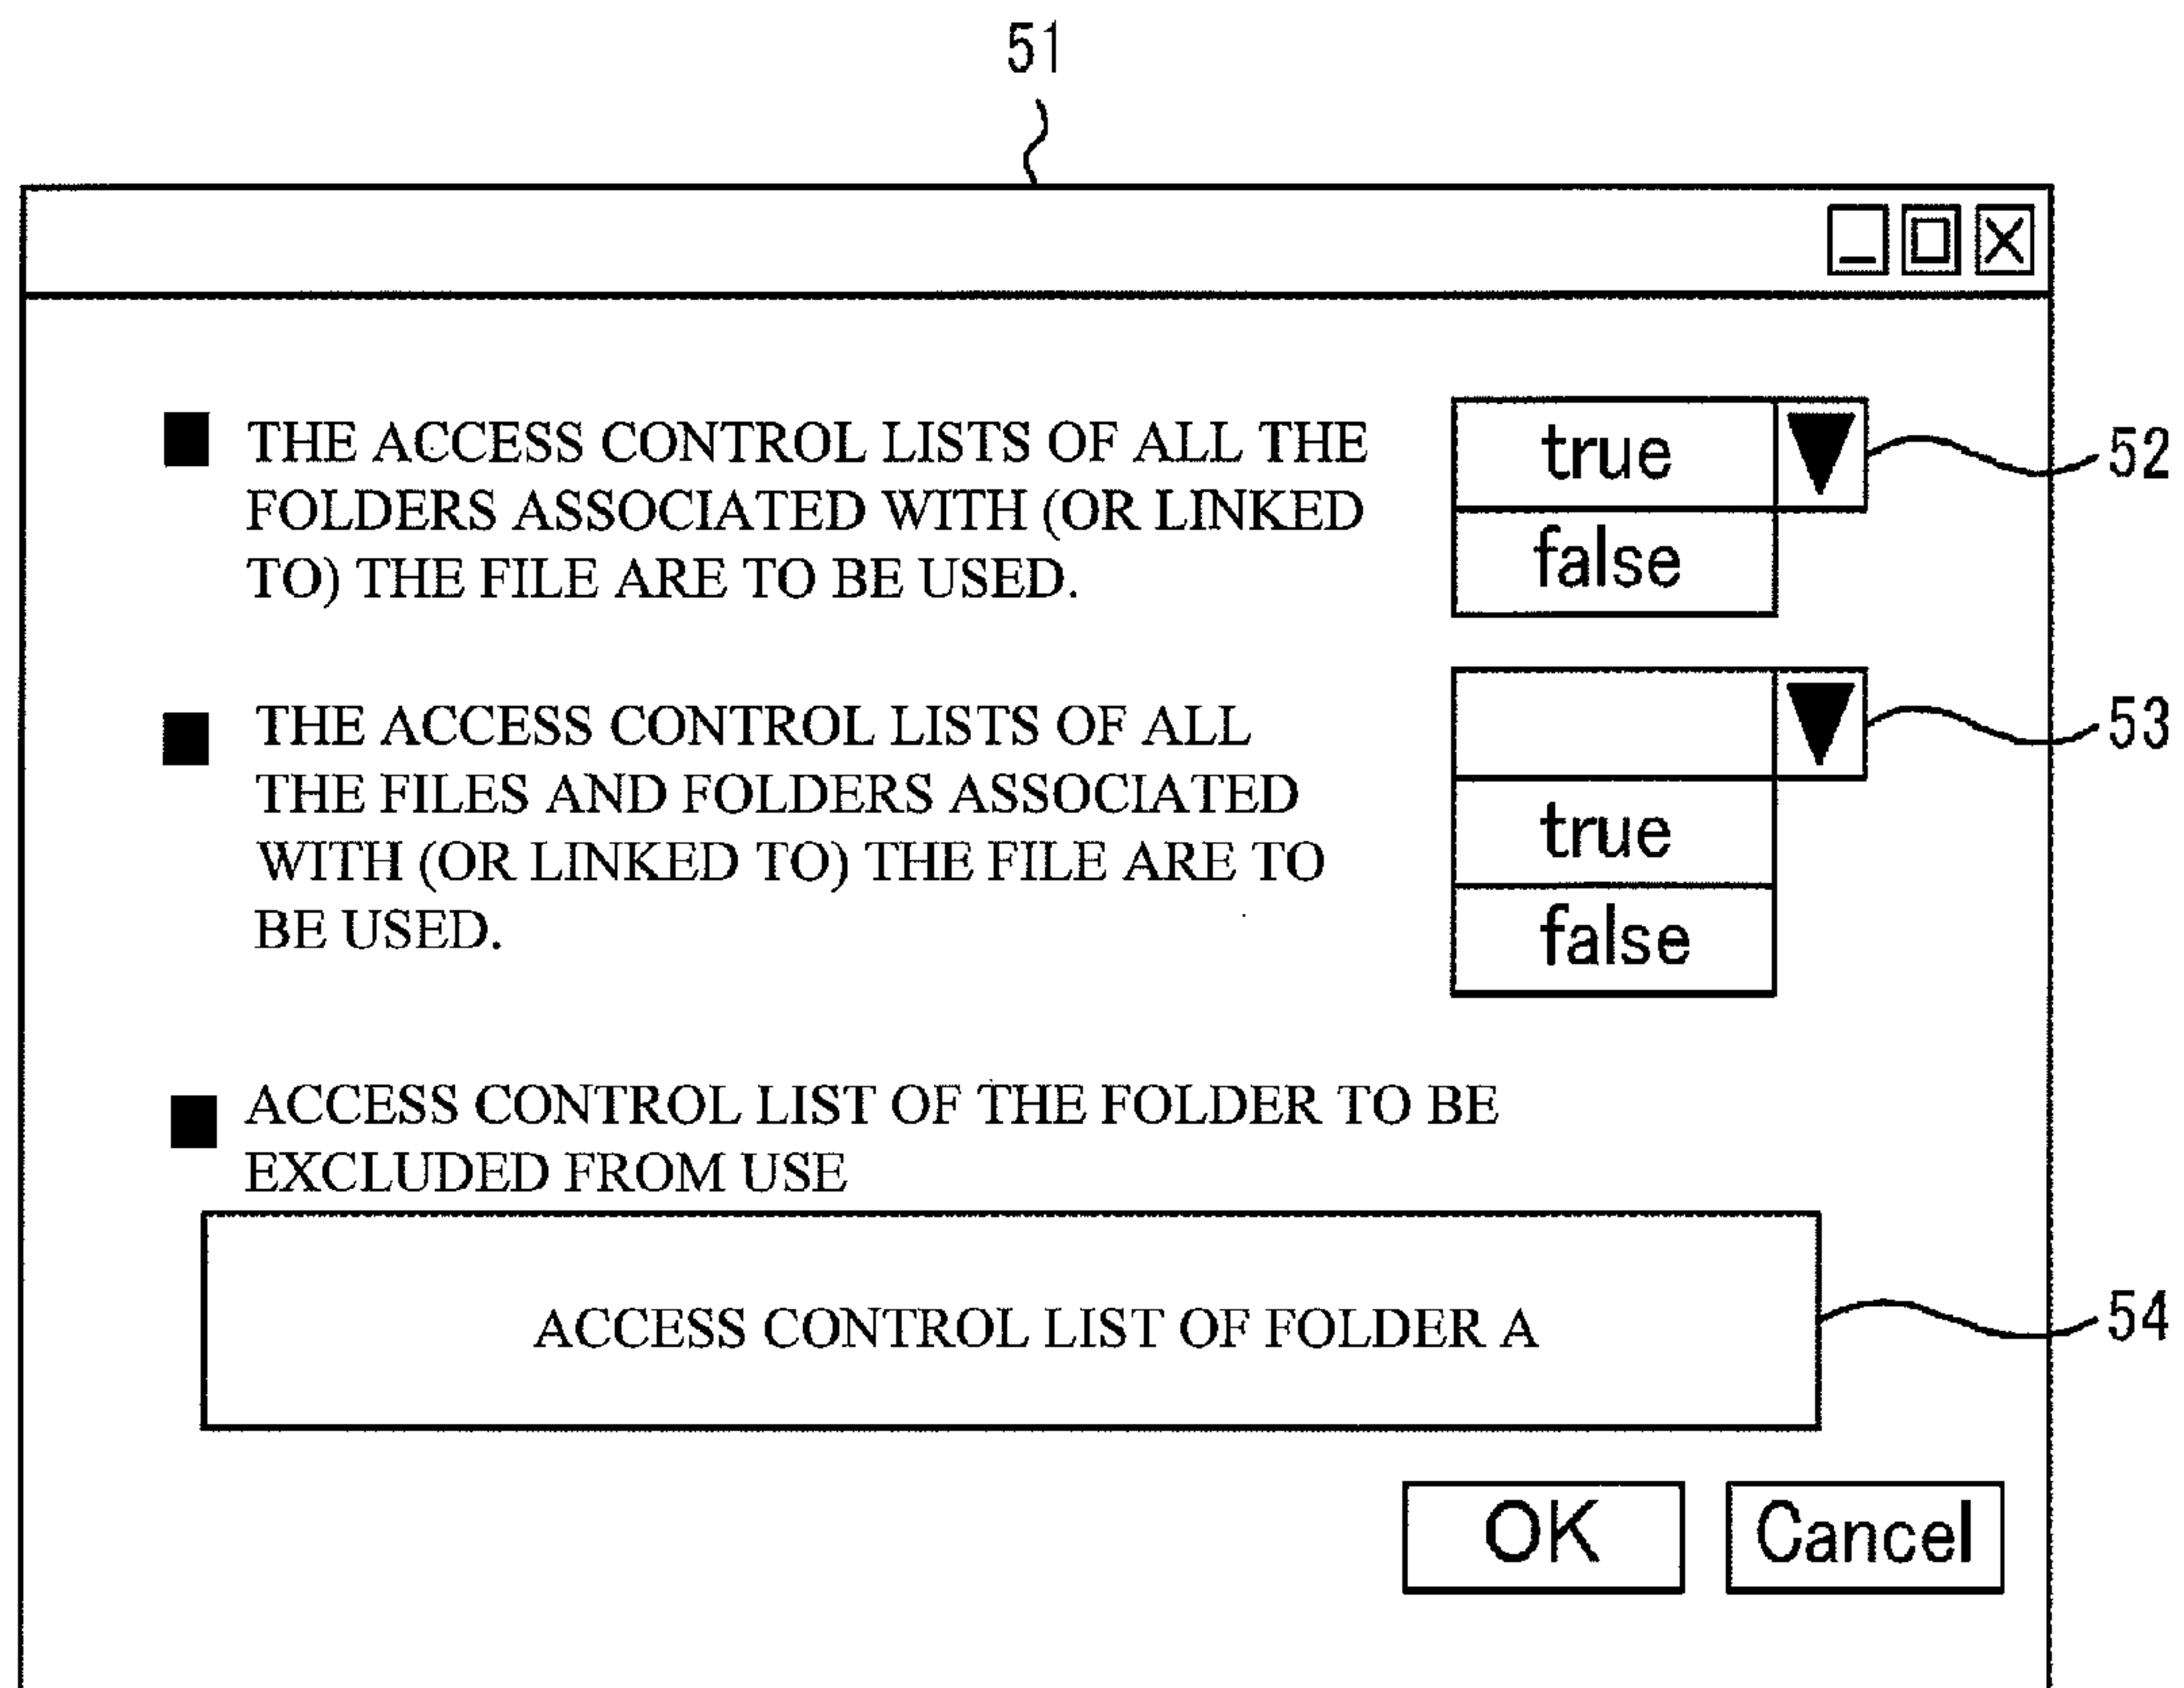 51
THE ACCESS CONTROL LISTS OF ALL THE
FOLDERS ASSOCIATED WITH (OR LINKED
TO) THE FILE ARE TO BE USED.
true
false
52
THE ACCESS CONTROL LISTS OF ALL
THE FILES AND FOLDERS ASSOCIATED
WITH (OR LINKED TO) THE FILE ARE TO
BE USED.
true
false
53
ACCESS CONTROL LIST OF THE FOLDER TO BE
EXCLUDED FROM USE
ACCESS CONTROL LIST OF FOLDER A
54
OK
Cancel